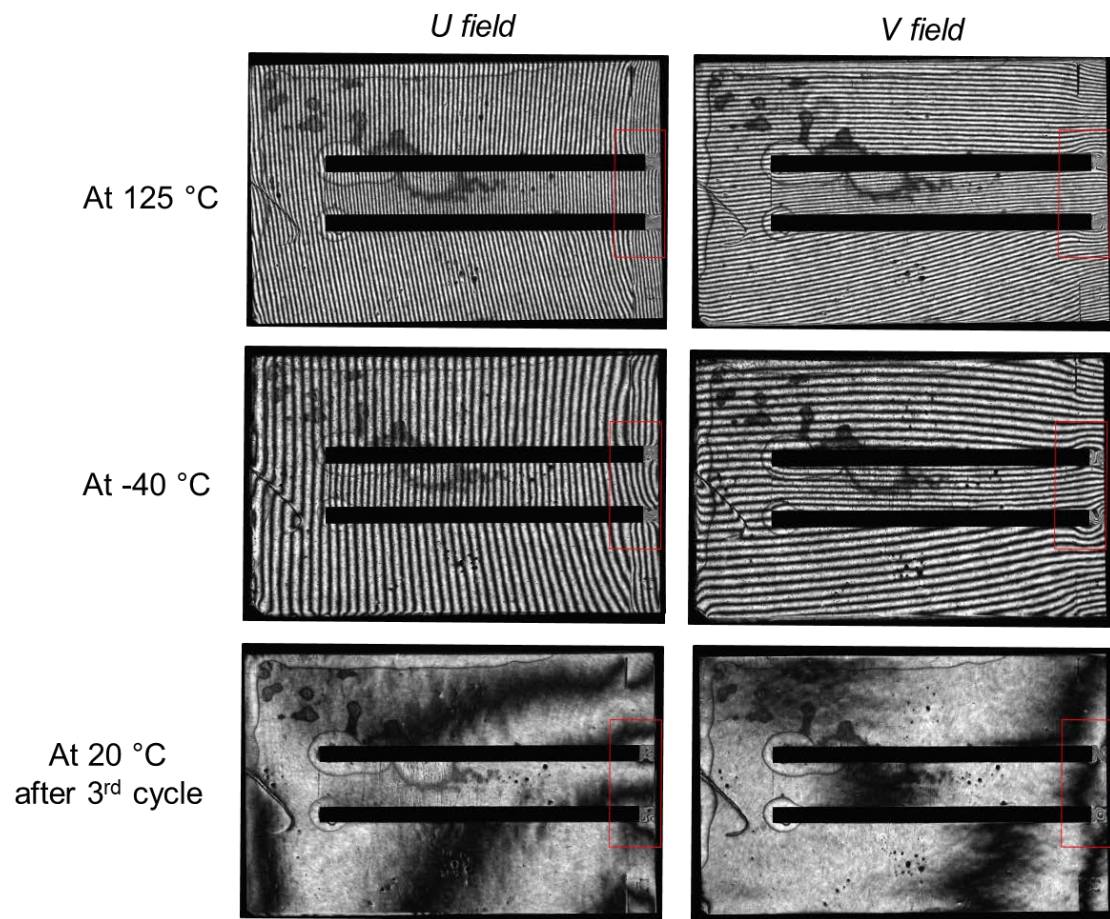 U field
V field
At 125 °C
At -40 °C
At 20 °C
after 3rd cycle